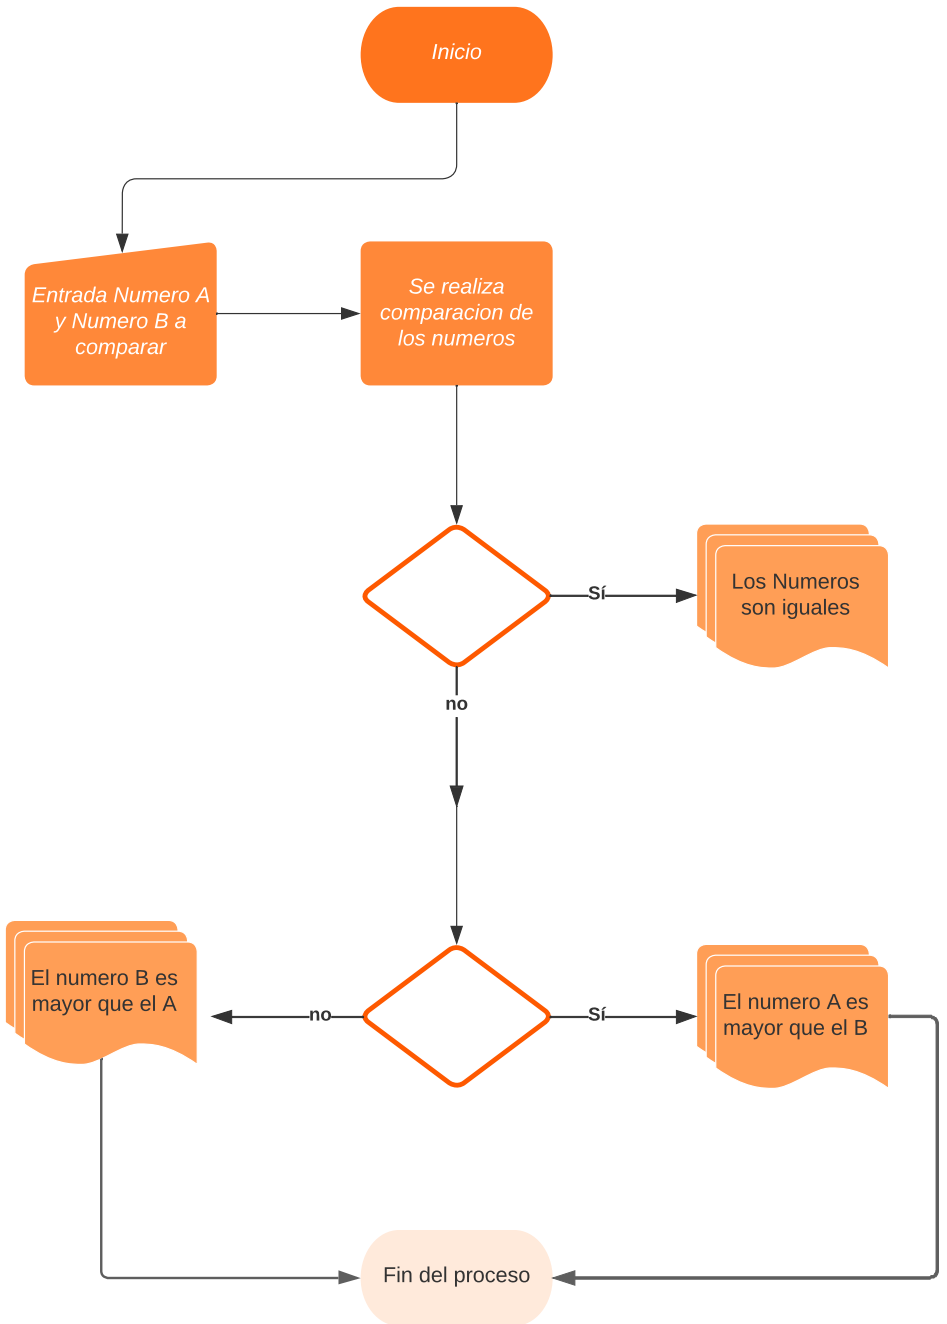 Inicio
Entrada Numero A
y Numero B a
comparar
Se realiza
comparacion de
los numeros
Sí
Los Numeros
son iguales
no
El numero B es
mayor que el A
no
Sí
El numero A es
mayor que el B
Fin del proceso